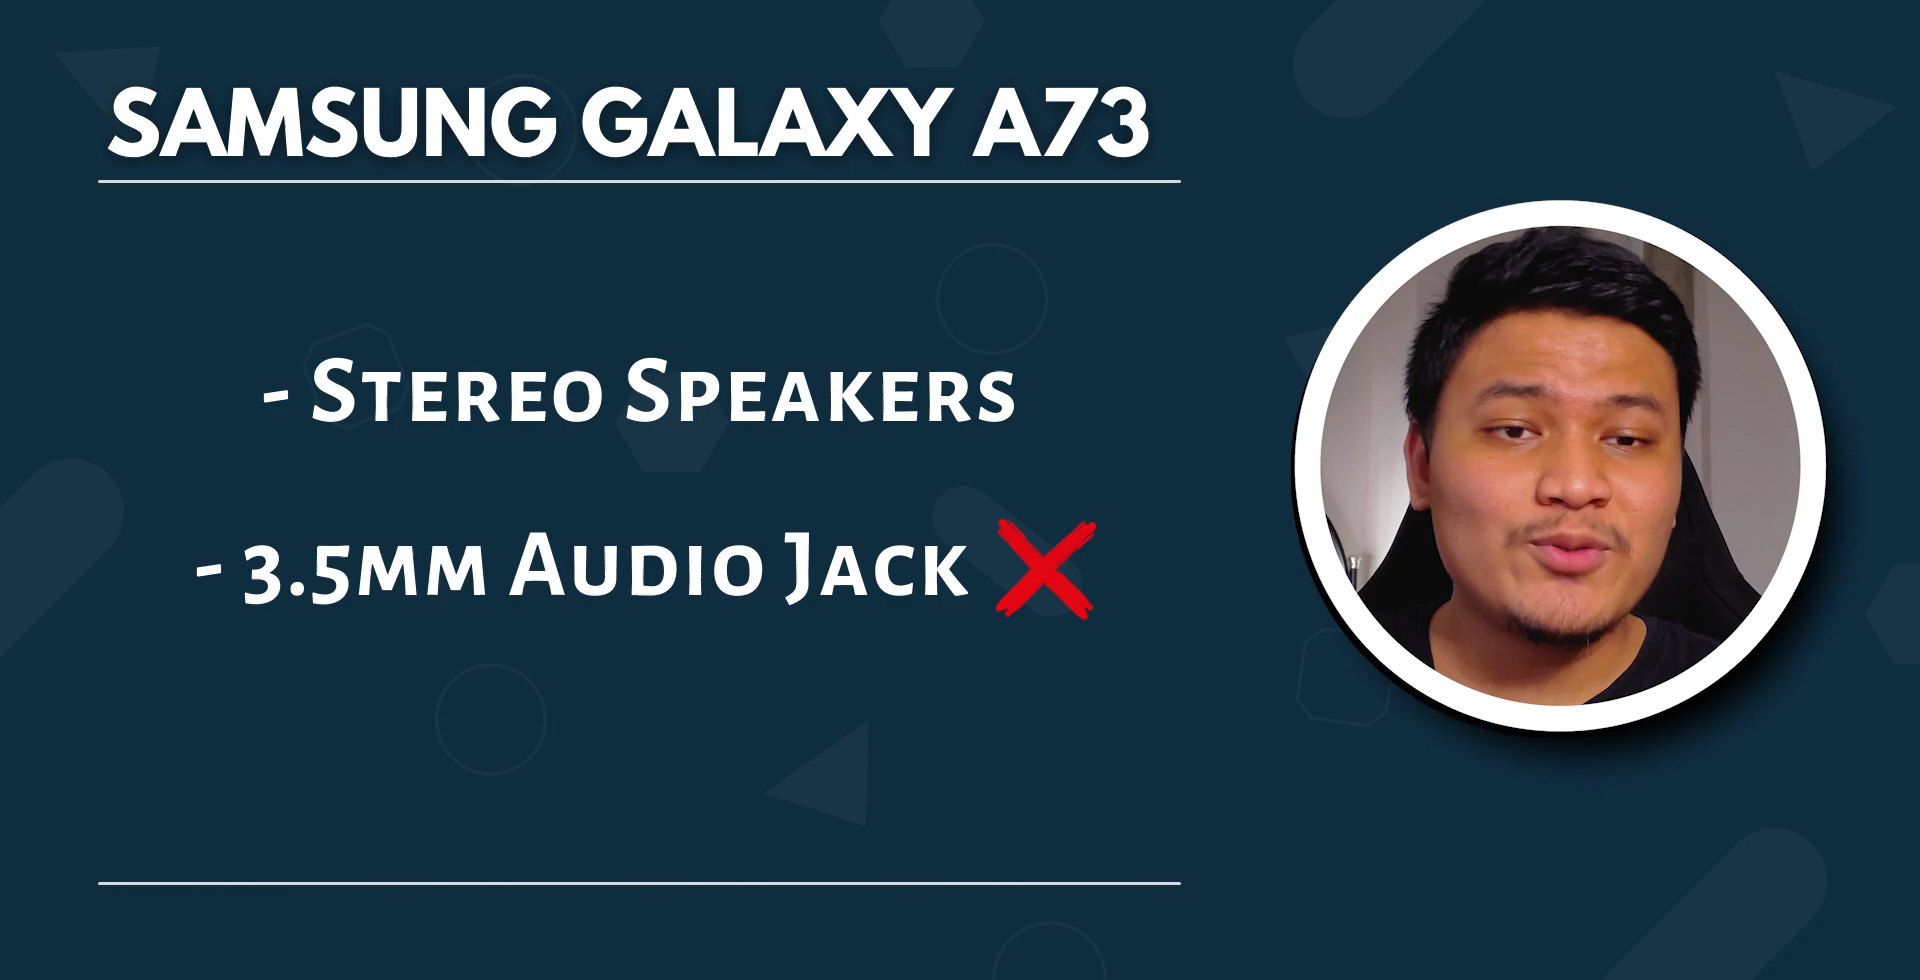 SAMSUNG GALAXY A73
- Stereo Speakers
- 3.5mm Audio Jack